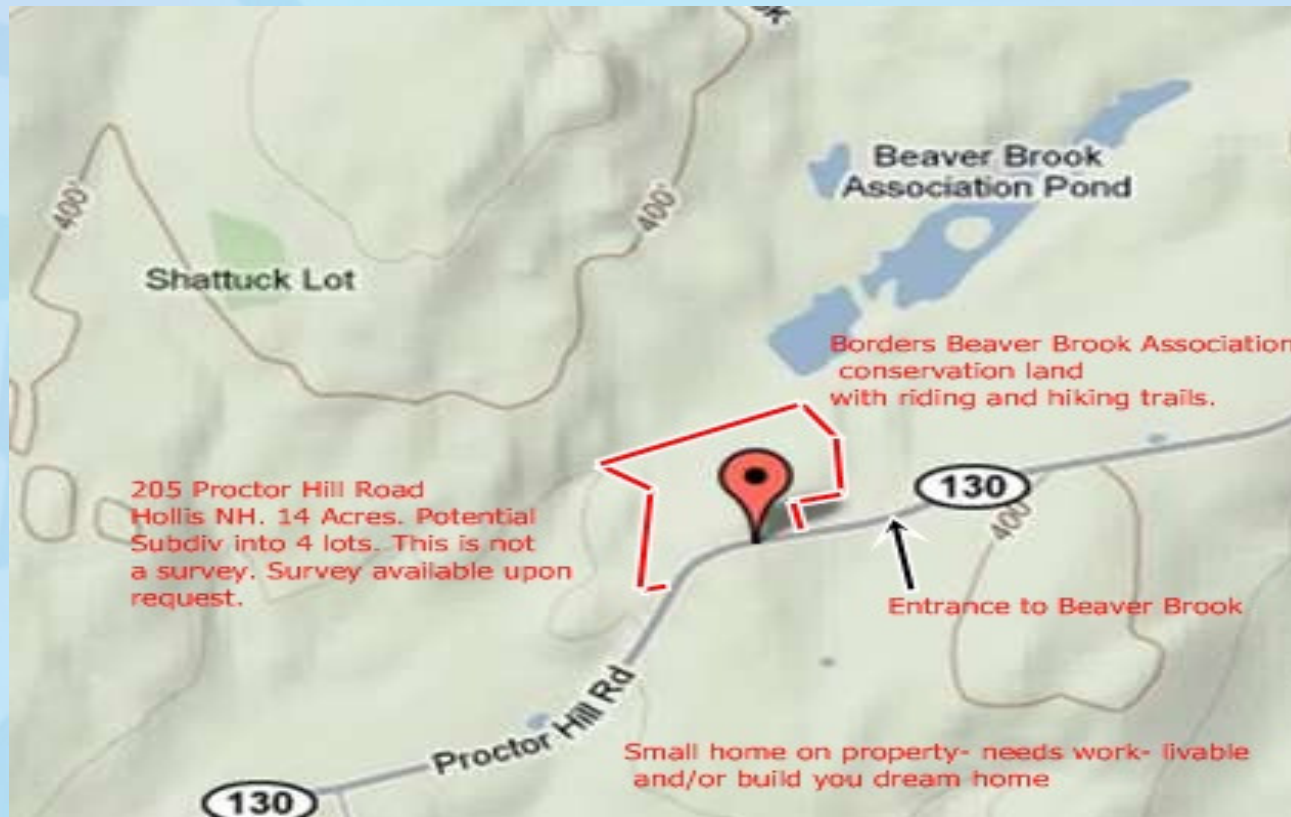 400'
400'
Beaver Brook
Association Pond
Shattuck Lot
Borders Beaver Brook Association
conservation land
with riding and hiking trails.
205 Proctor Hill Road
Hollis NH. 14 Acres. Potential
Subdiv into 4 lots. This is not
a survey. Survey available upon
request.
130
400'
Entrance to Beaver Brook
Proctor Hill Rd
Small home on property- needs work- livable
and/or build you dream home
130